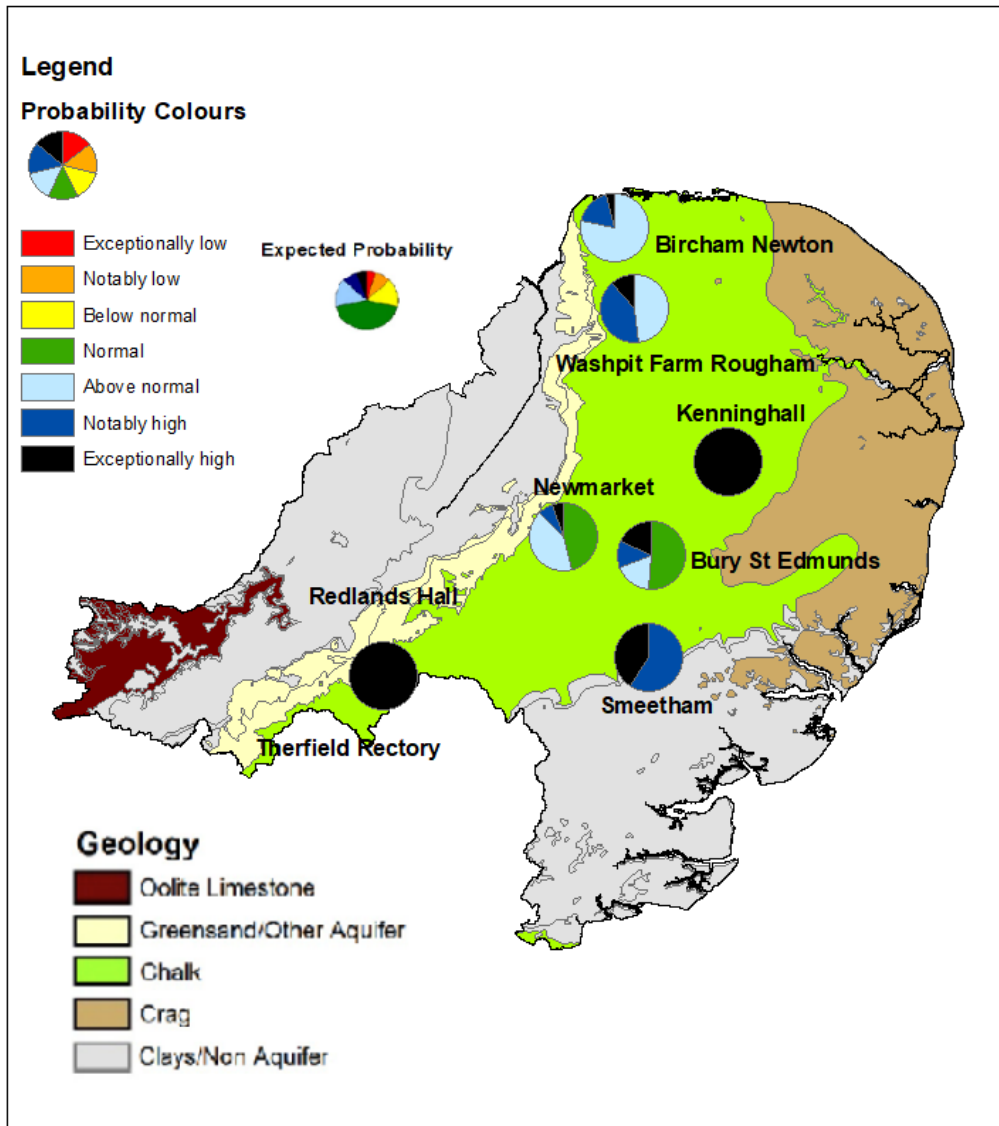 Legend
Probability Colours
Exceptionally low
Notably low
Below normal
Normal
Above normal
Notably high
Exceptionally high
Expected Probability
Bircham Newton
Washpit Farm Rougham
Kenninghall
Newmarket
Bury St Edmunds
Redlands Hall
Smeetham
Therfield Rectory
Geology
Oolite Limestone
Greensand/Other Aquifer
Chalk
Crag
Clays/Non Aquifer